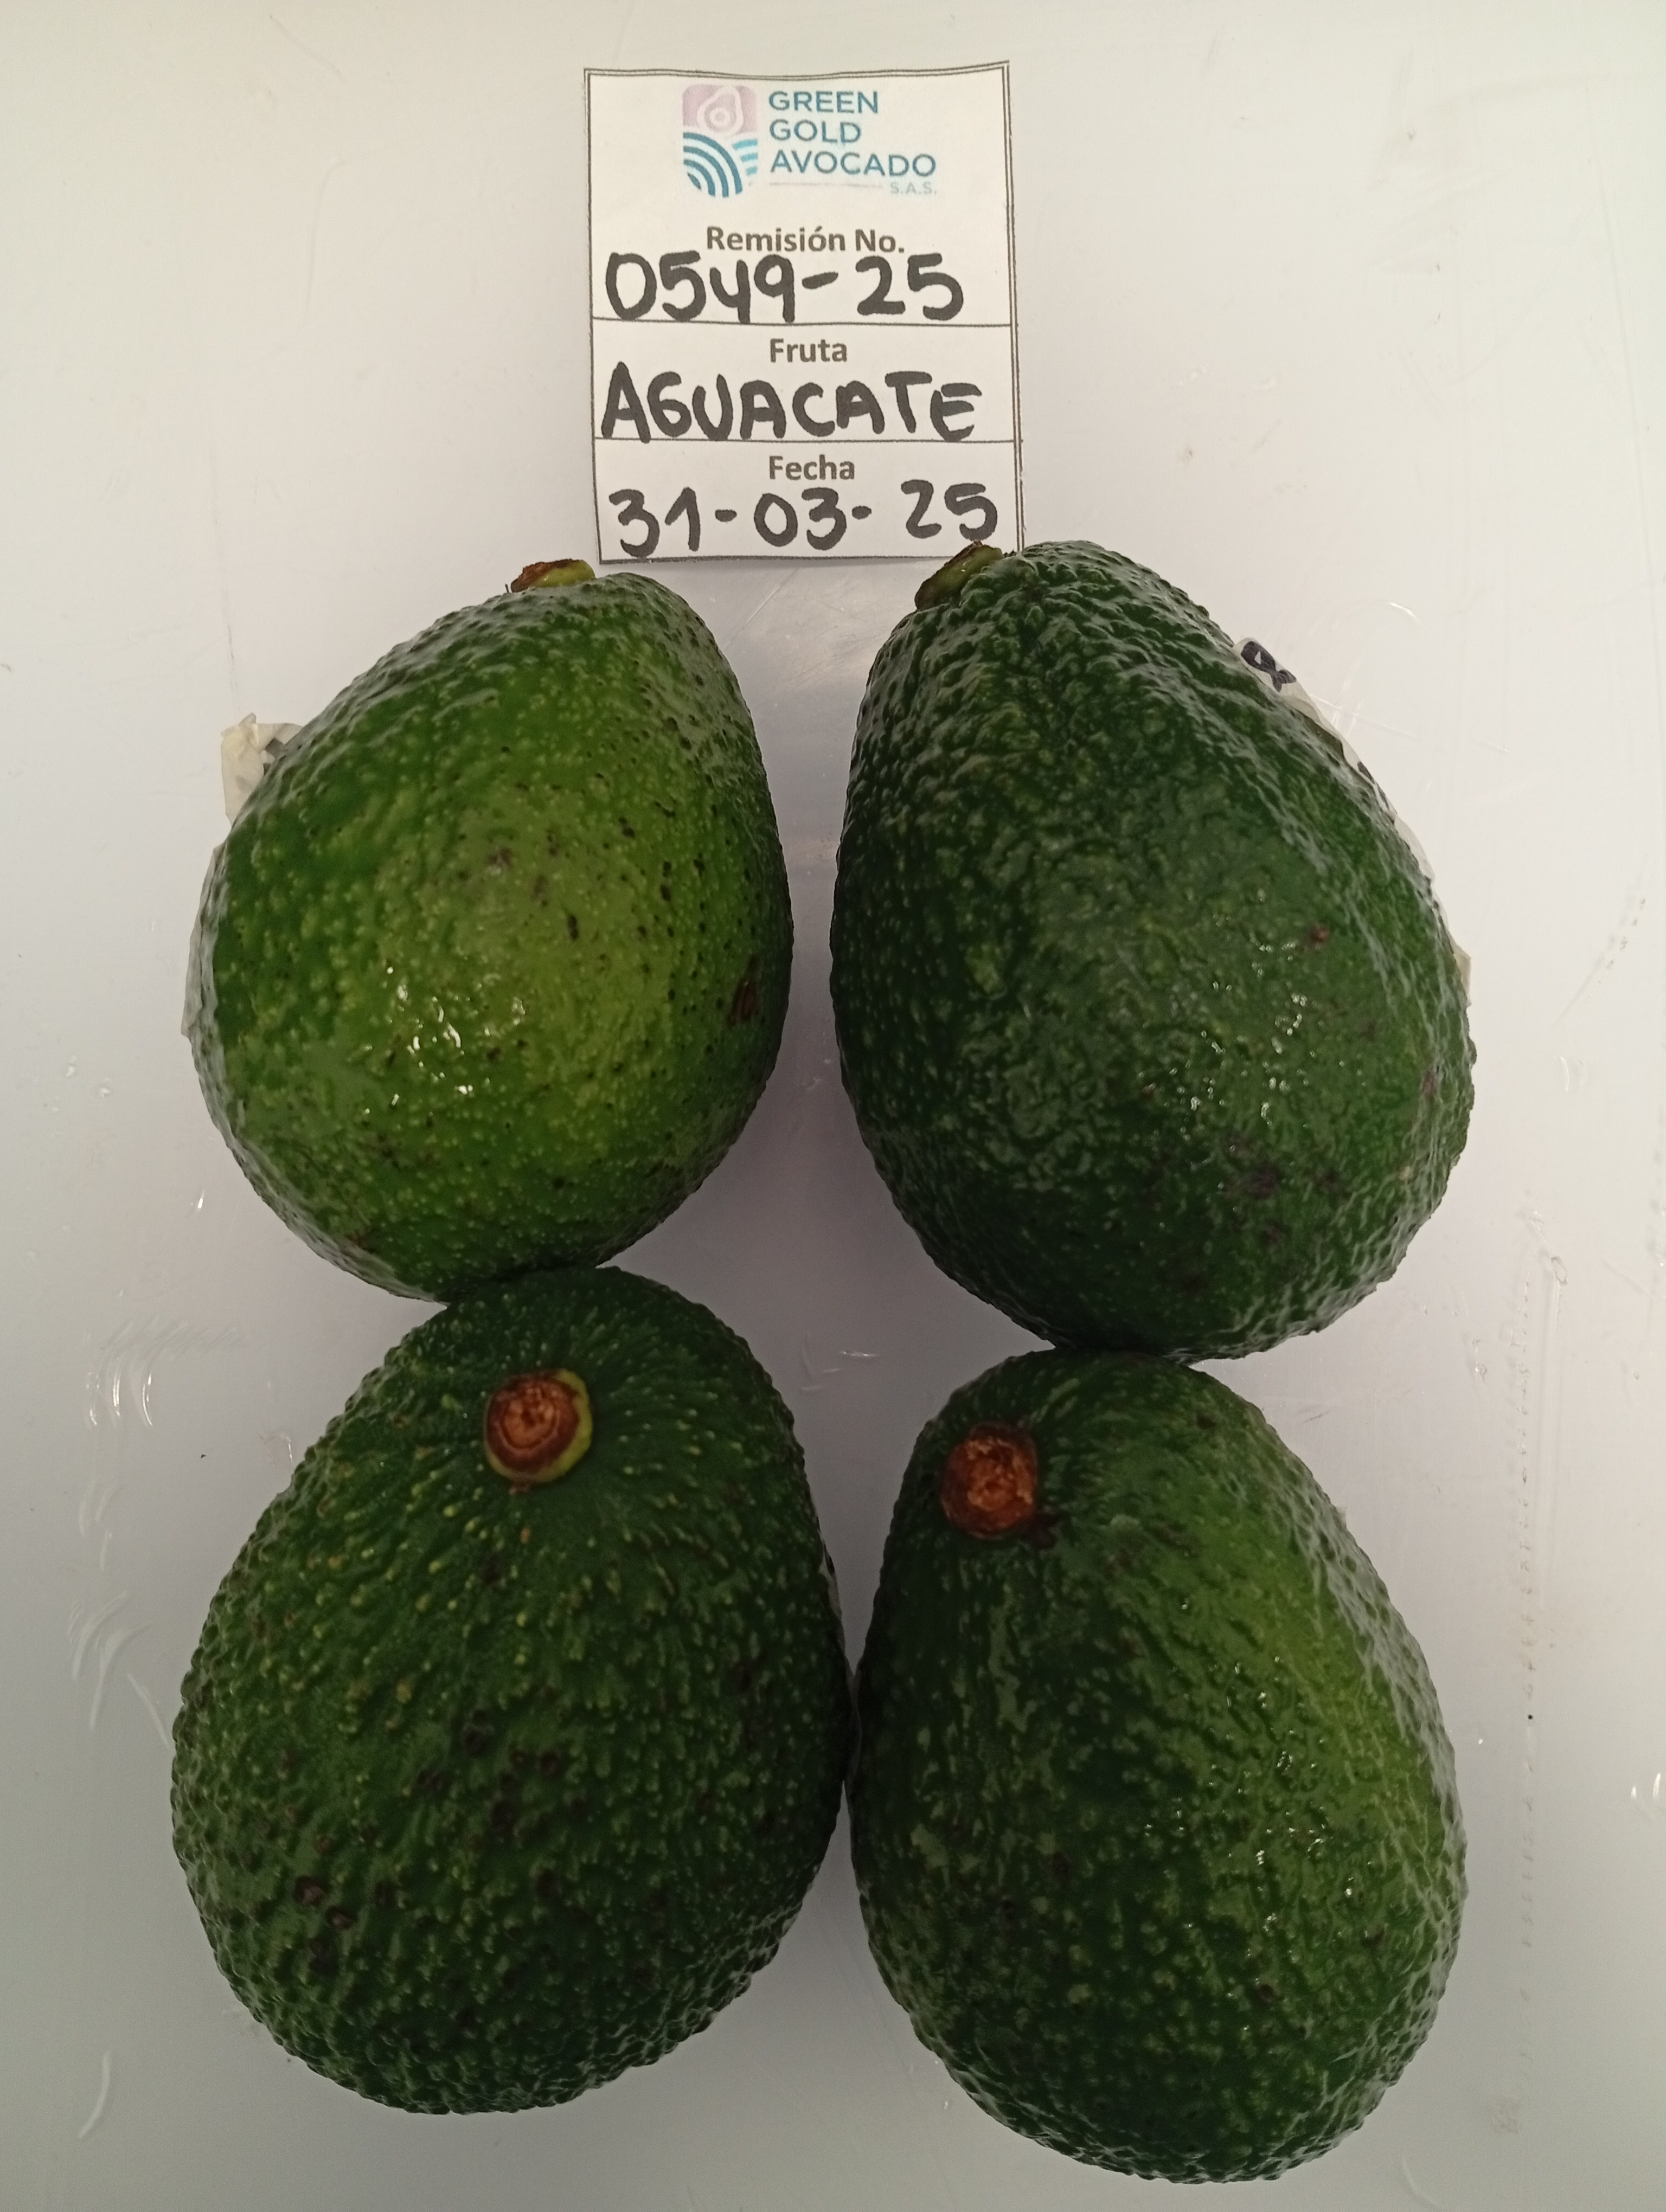 GREEN
GOLD
AVOCADO
S.A.S.
Remisión No.
0549-25
Fruta
AGUACATE
Fecha
31-03-25